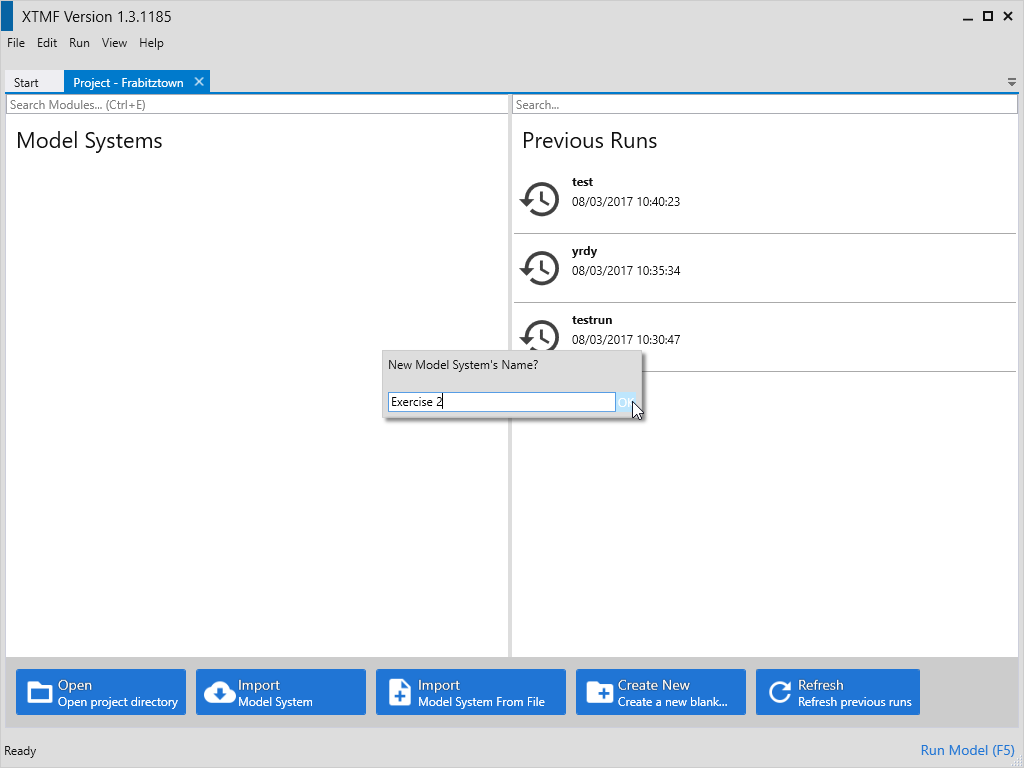 XTMF Version 1.3.1185
File Edit Run View Help
Start Project - Frabitztown
Search Modules... (Ctrl+E) Search...
Model Systems
Previous Runs
test
08/03/2017 10:40:23
yrdy
08/03/2017 10:35:34
testrun
08/03/2017 10:30:47
New Model System's Name?
Exercise 2
Open
Open project directory
Import
Model System
Import
Model System From File
Create New
Create a new blank...
Refresh
Refresh previous runs
Ready Run Model (F5)